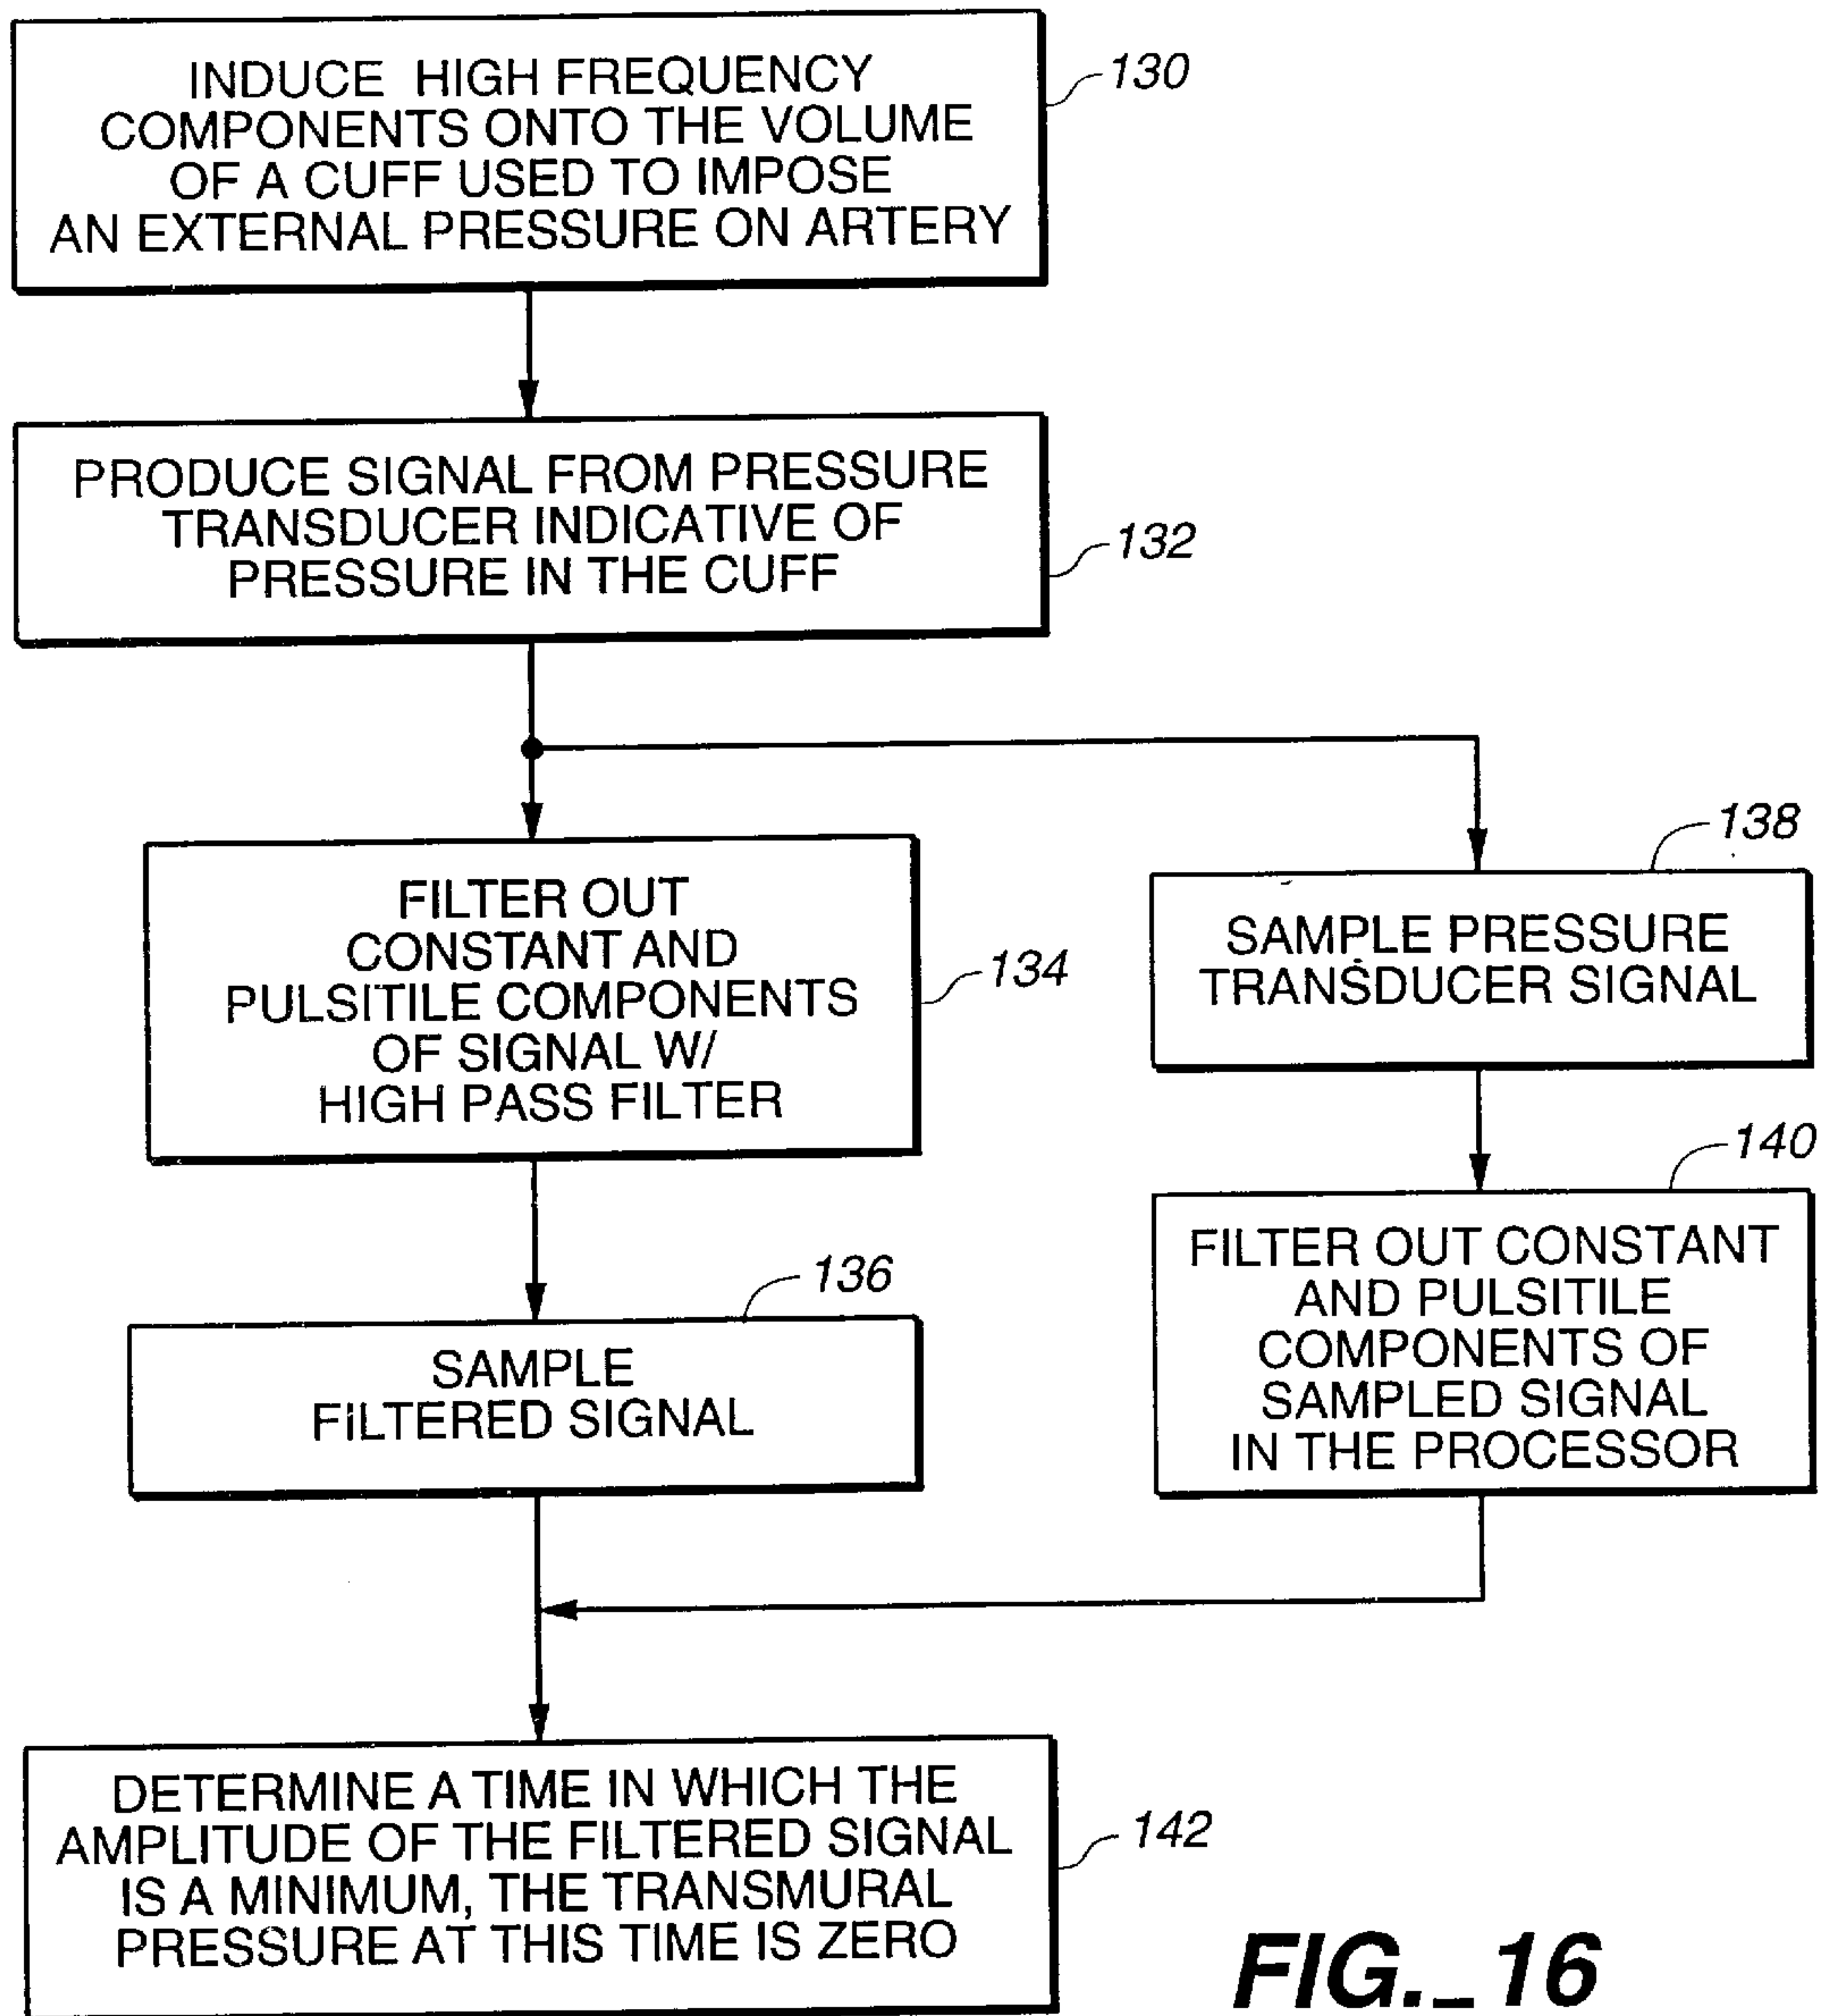 INDUCE HIGH FREQUENCY
COMPONENTS ONTO THE VOLUME
OF A CUFF USED TO IMPOSE
AN EXTERNAL PRESSURE ON ARTERY
130
PRODUCE SIGNAL FROM PRESSURE
TRANSDUCER INDICATIVE OF
PRESSURE IN THE CUFF
132
FILTER OUT
CONSTANT AND
PULSITILE COMPONENTS
OF SIGNAL W/
HIGH PASS FILTER
134
138
SAMPLE PRESSURE
TRANSDUCER SIGNAL
136
SAMPLE
FILTERED SIGNAL
140
FILTER OUT CONSTANT
AND PULSITILE
COMPONENTS OF
SAMPLED SIGNAL
IN THE PROCESSOR
DETERMINE A TIME IN WHICH THE
AMPLITUDE OF THE FILTERED SIGNAL
IS A MINIMUM, THE TRANSMURAL
PRESSURE AT THIS TIME IS ZERO
142
FIG._16